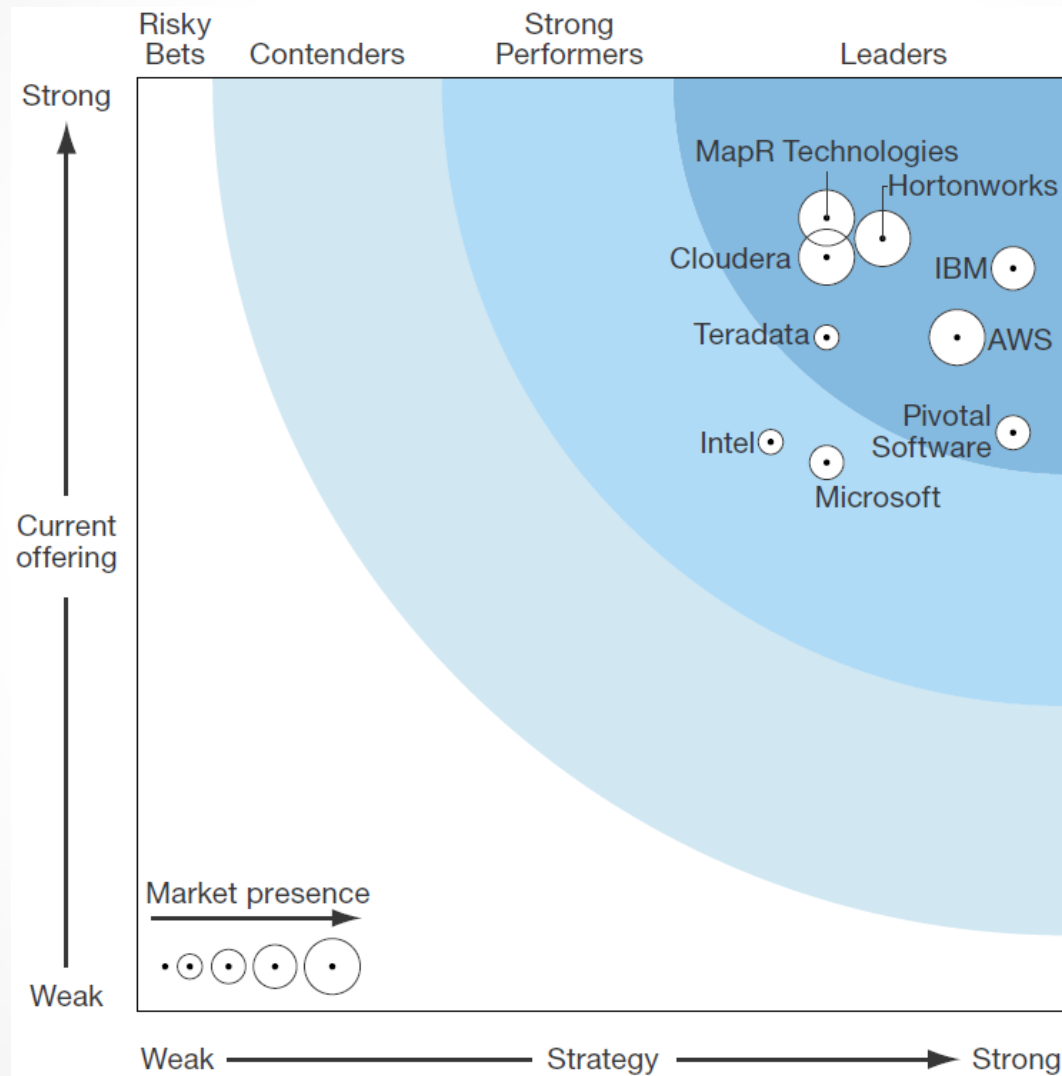 Risky
Bets
Contenders
Strong
Performers
Leaders
Strong
MapR Technologies
Hortonworks
Cloudera
IBM
Teradata
AWS
Pivotal
Software
Intel
Microsoft
Current
offering
Market presence
Weak
Weak
Strategy
Strong